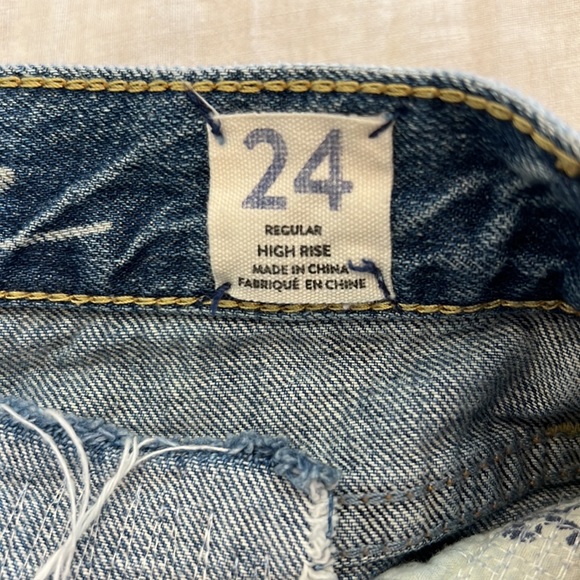 24
REGULAR
HIGH RISE
MADE IN CHINA
FABRIQUÉ EN CHINE